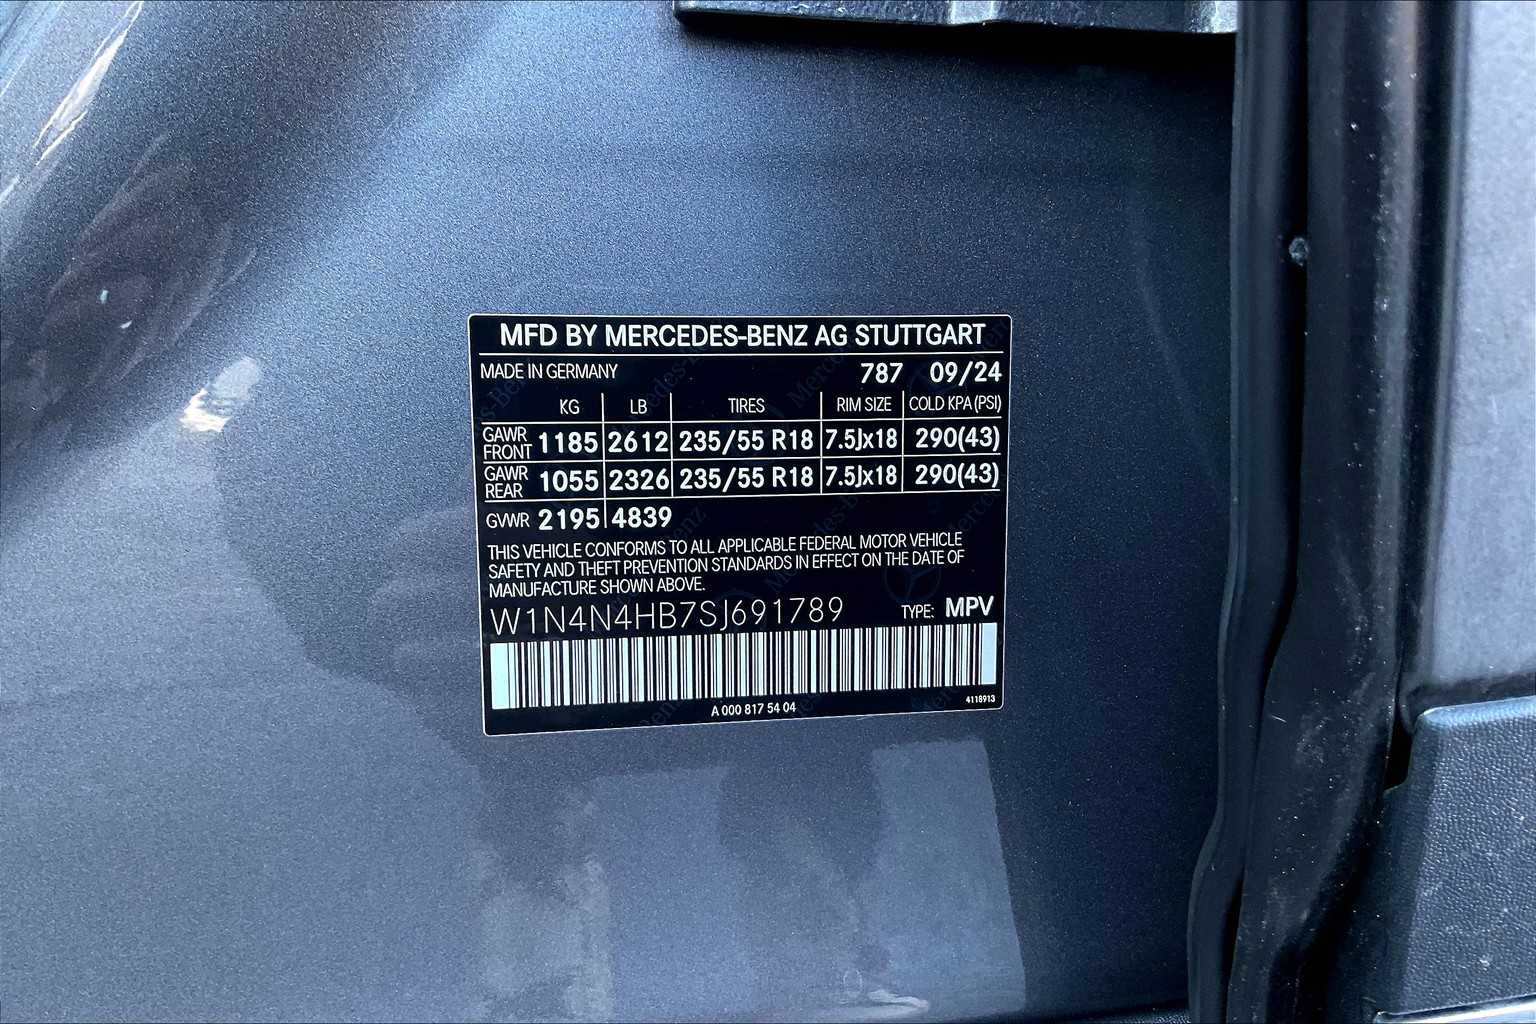 MFD BY MERCEDES-BENZ AG STUTTGART
MADE IN GERMANY 787 09/24
KG LB TIRES RIM SIZE COLD KPA (PSI)
GAWR FRONT 1185 2612 235/55 R18 7.5Jx18 290(43)
GAWR REAR 1055 2326 235/55 R18 7.5Jx18 290(43)
GVWR 2195 4839
THIS VEHICLE CONFORMS TO ALL APPLICABLE FEDERAL MOTOR VEHICLE
SAFETY AND THEFT PREVENTION STANDARDS IN EFFECT ON THE DATE OF
MANUFACTURE SHOWN ABOVE.
W1N4N4HB7SJ691789 TYPE: MPV
A 000 817 54 04 4118913